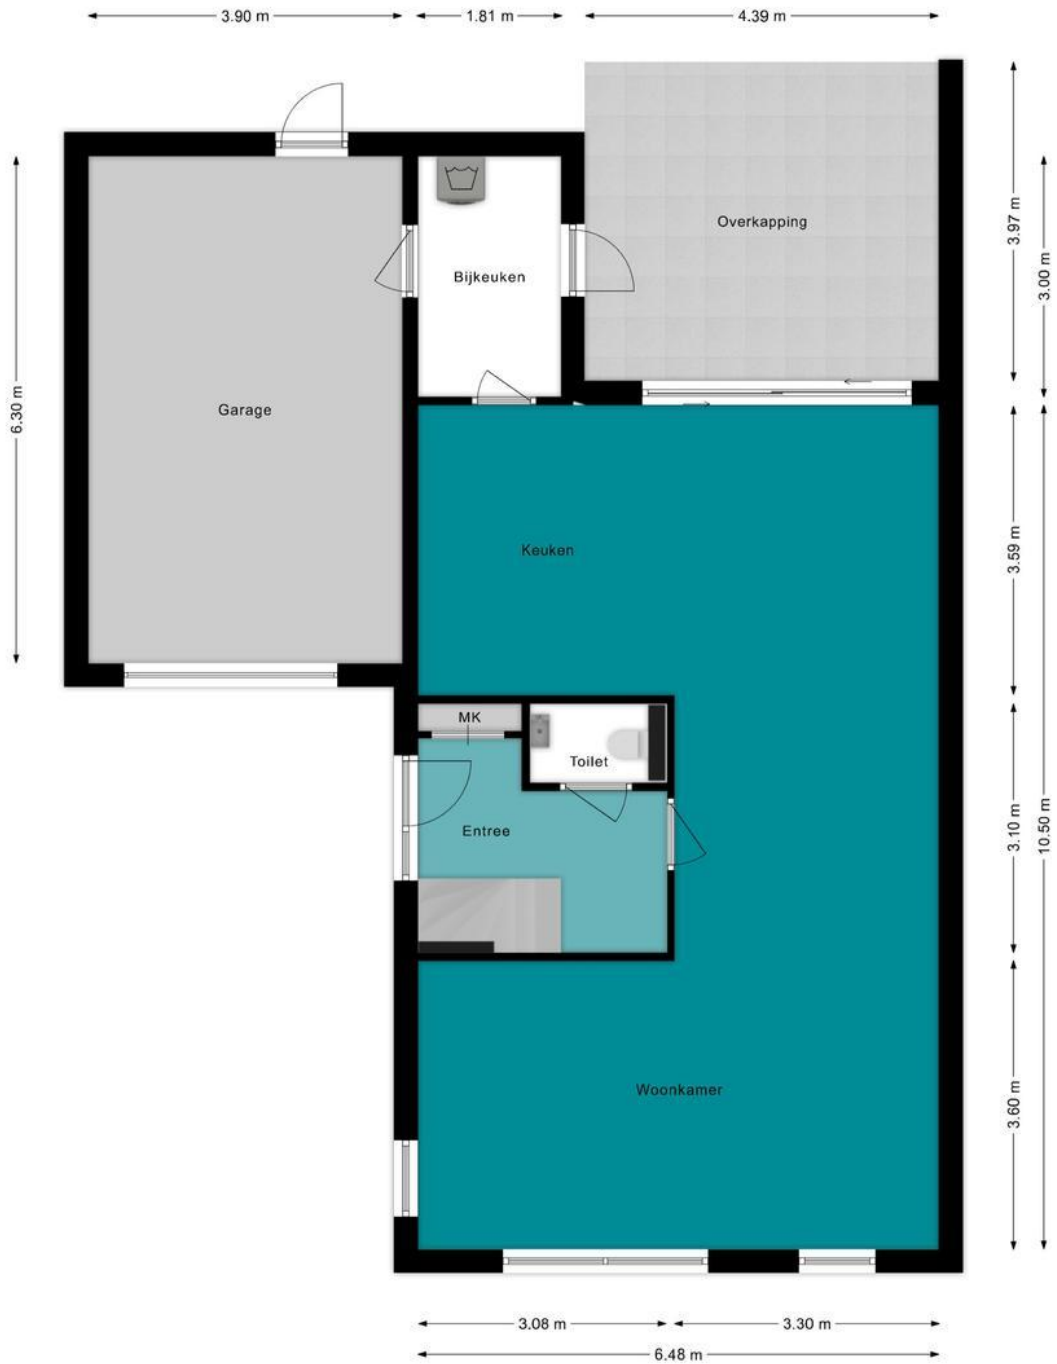 3.90 m
1.81 m
4.39 m
Overkapping
3.97 m
3.00 m
Bijkeuken
6.30 m
Garage
Keuken
3.59 m
MK
Toilet
Entree
3.10 m
10.50 m
Woonkamer
3.60 m
3.08 m
3.30 m
6.48 m